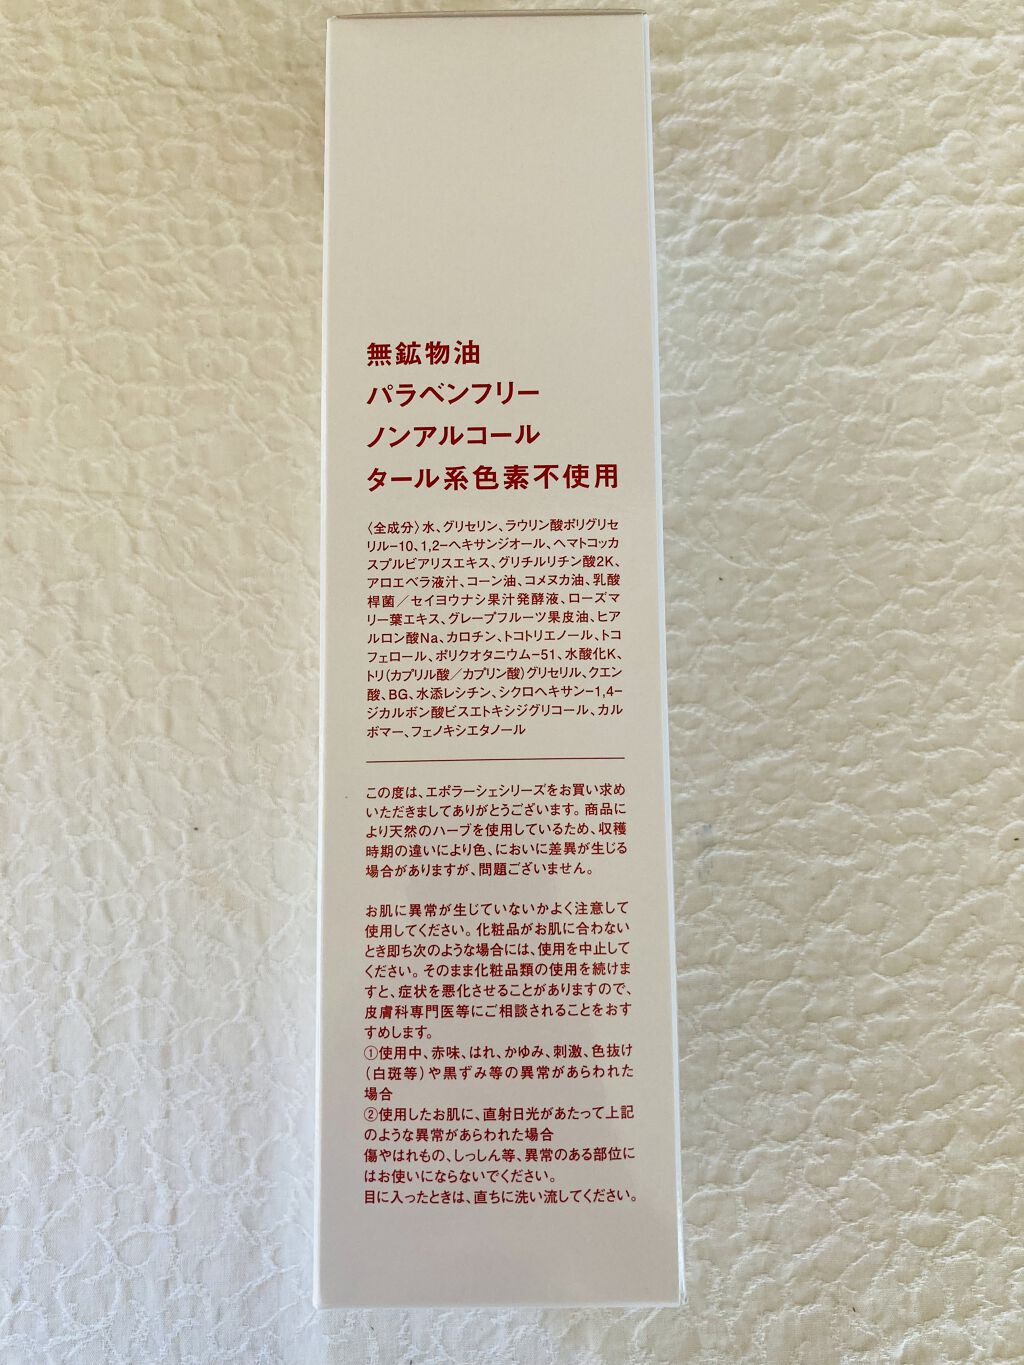 無鉱物油
パラベンフリー
ノンアルコール
タール系色素不使用
〈全成分〉水、グリセリン、ラウリン酸ポリグリセ
リル−10、1,2−ヘキサンジオール、ヘマトコッカ
スプルビアリスエキス、グリチルリチン酸2K、
アロエベラ液汁、コーン油、コメヌカ油、乳酸
桿菌／セイヨウナシ果汁発酵液、ローズマ
リー葉エキス、グレープフルーツ果皮油、ヒア
ルロン酸Na、カロチン、トコトリエノール、トコ
フェロール、ポリクオタニウム−51、水酸化K、
トリ（カプリル酸／カプリン酸）グリセリル、クエン
酸、BG、水添レシチン、シクロヘキサン−1,4−
ジカルボン酸ビスエトキシジグリコール、カル
ボマー、フェノキシエタノール
この度は、エポラーシェシリーズをお買い求め
いただきましてありがとうございます。商品に
より天然のハーブを使用しているため、収穫
時期の違いにより色、においに差異が生じる
場合がありますが、問題ございません。
お肌に異常が生じていないかよく注意して
使用してください。化粧品がお肌に合わない
とき即ち次のような場合には、使用を中止して
ください。そのまま化粧品類の使用を続けま
すと、症状を悪化させることがありますので、
皮膚科専門医等にご相談されることをおす
すめします。
①使用中、赤味、はれ、かゆみ、刺激、色抜け
（白斑等）や黒ずみ等の異常があらわれた
場合
②使用したお肌に、直射日光があたって上記
のような異常があらわれた場合
傷やはれもの、しっしん等、異常のある部位に
はお使いにならないでください。
目に入ったときは、直ちに洗い流してください。